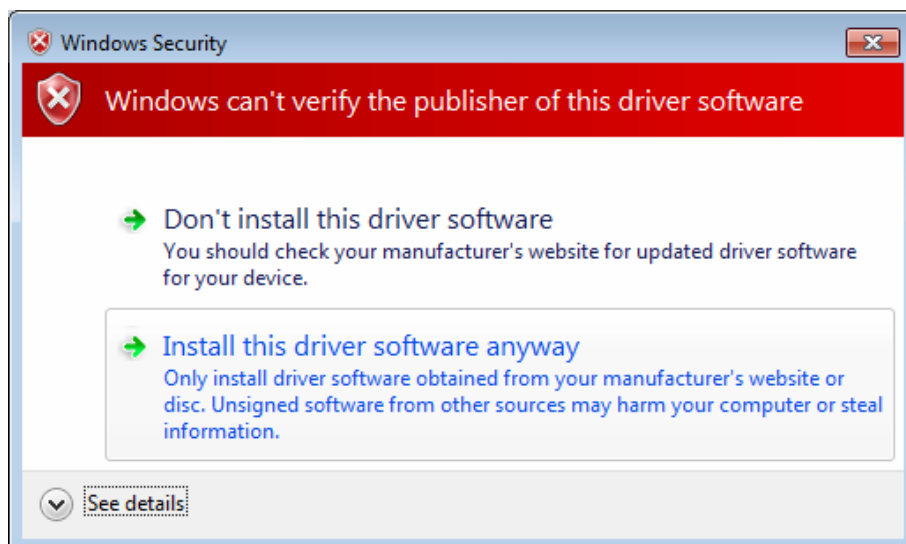 Windows Security
Windows can't verify the publisher of this driver software
Don't install this driver software
You should check your manufacturer's website for updated driver software
for your device.
Install this driver software anyway
Only install driver software obtained from your manufacturer's website or
disc. Unsigned software from other sources may harm your computer or steal
information.
See details